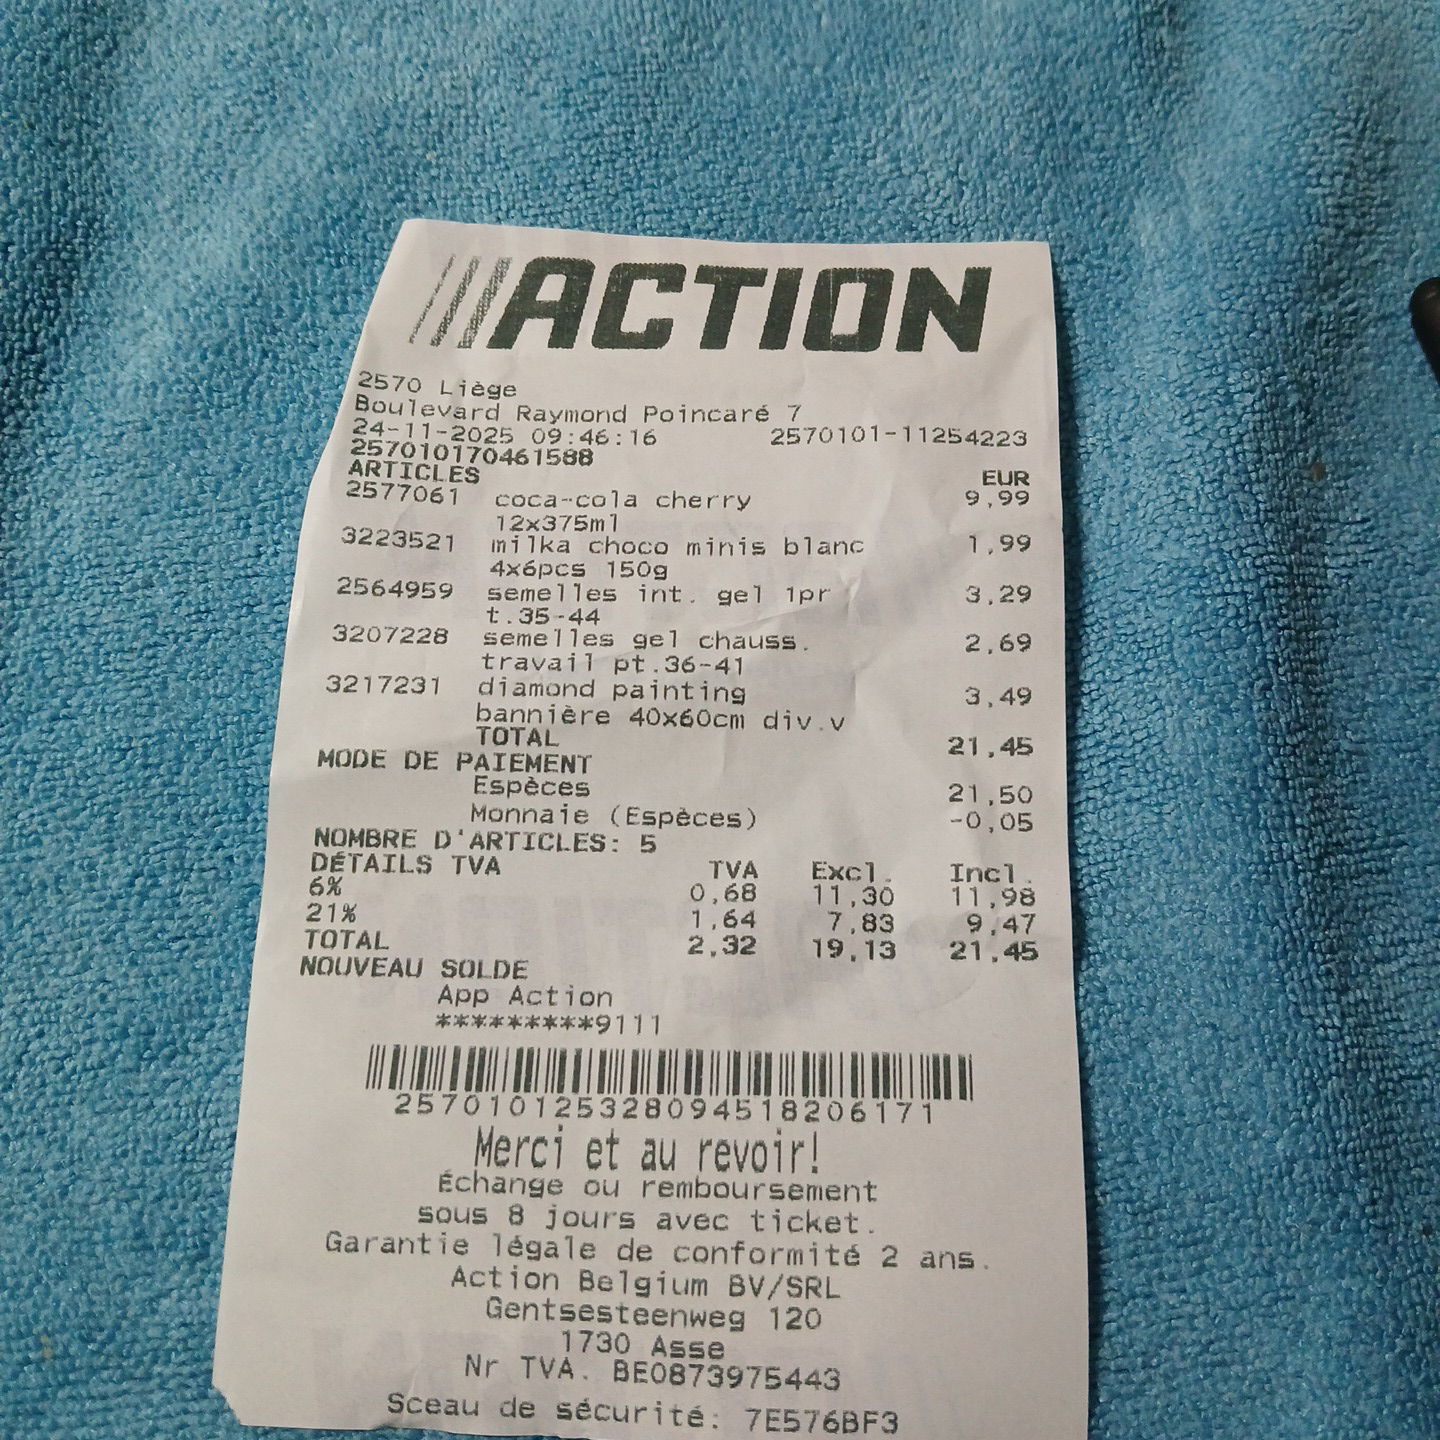 ACTION
2570 Liège
Boulevard Raymond Poincaré 7
24-11-2025 09:46:16 2570101-11254223
257010170461588
ARTICLES EUR
2577061 coca-cola cherry 9,99
12x375ml
3223521 milka choco minis blanc 1,99
4x6pcs 150g
2564959 semelles int. gel 1pr 3,29
t.35-44
3207228 semelles gel chauss. 2,69
travail pt.36-41
3217231 diamond painting 3,49
bannière 40x60cm div.v
TOTAL 21,45
MODE DE PAIEMENT
Espèces 21,50
Monnaie (Espèces) -0,05
NOMBRE D'ARTICLES: 5
DÉTAILS TVA TVA Excl. Incl.
6% 0,68 11,30 11,98
21% 1,64 7,83 9,47
TOTAL 2,32 19,13 21,45
NOUVEAU SOLDE
App Action
*********9111
257010125328094518206171
Merci et au revoir!
Échange ou remboursement
sous 8 jours avec ticket.
Garantie légale de conformité 2 ans.
Action Belgium BV/SRL
Gentsesteenweg 120
1730 Asse
Nr TVA. BE0873975443
Sceau de sécurité: 7E576BF3